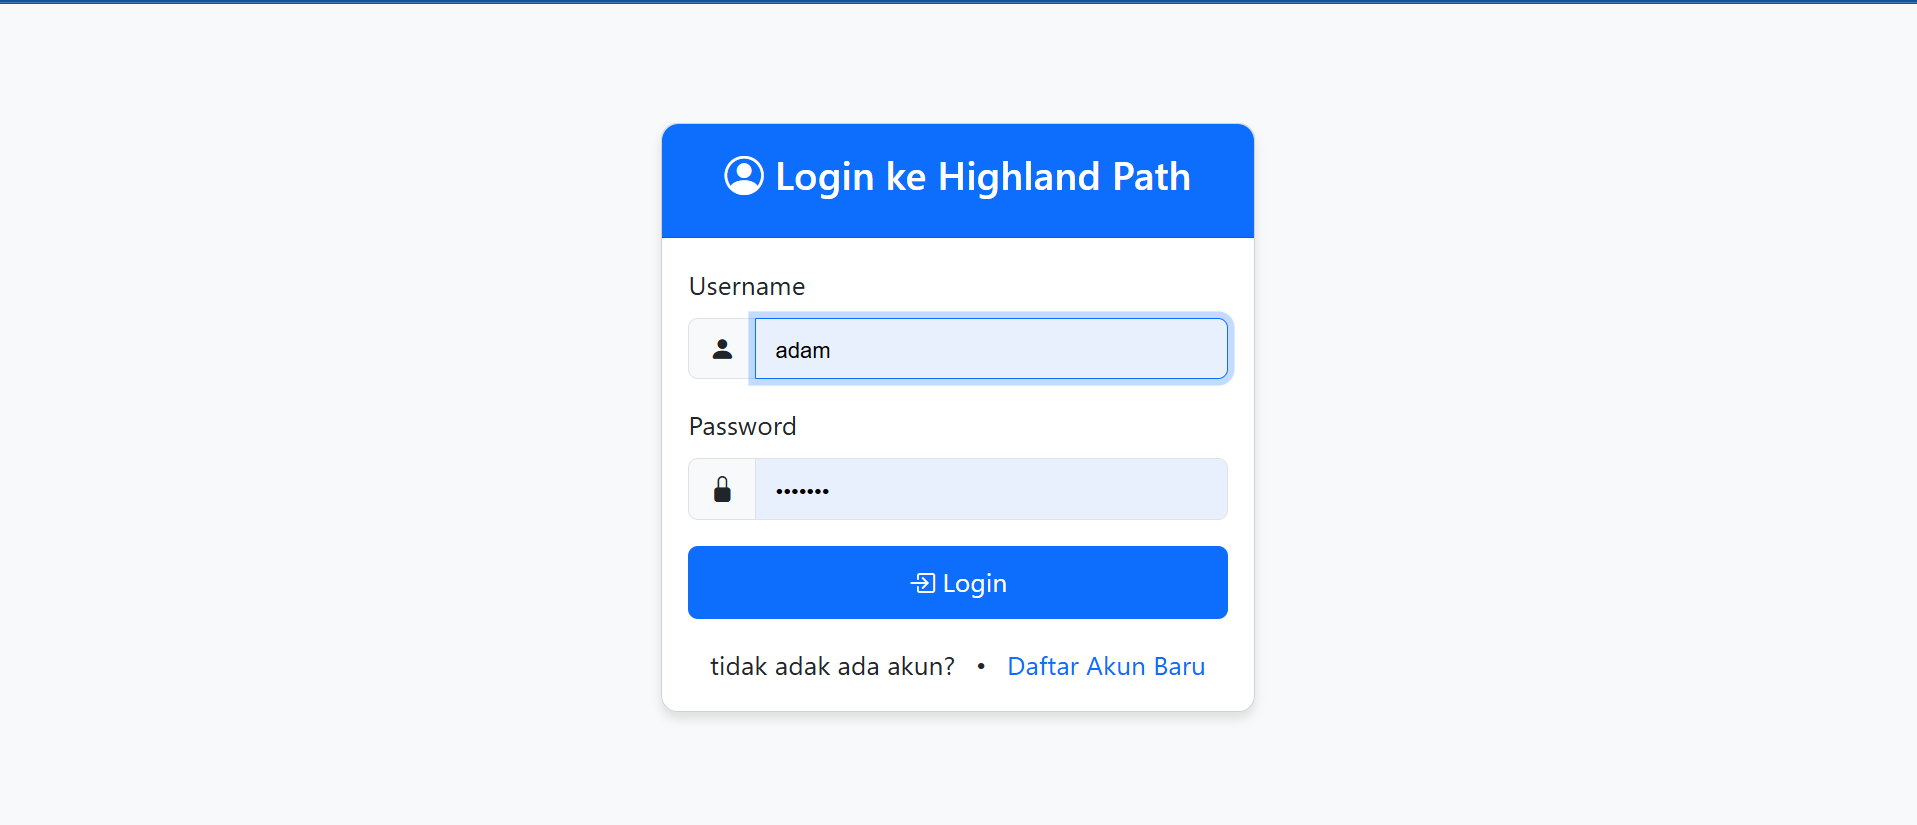 Login ke Highland Path
Username
adam
Password
•••••••
Login
tidak adak ada akun? • Daftar Akun Baru